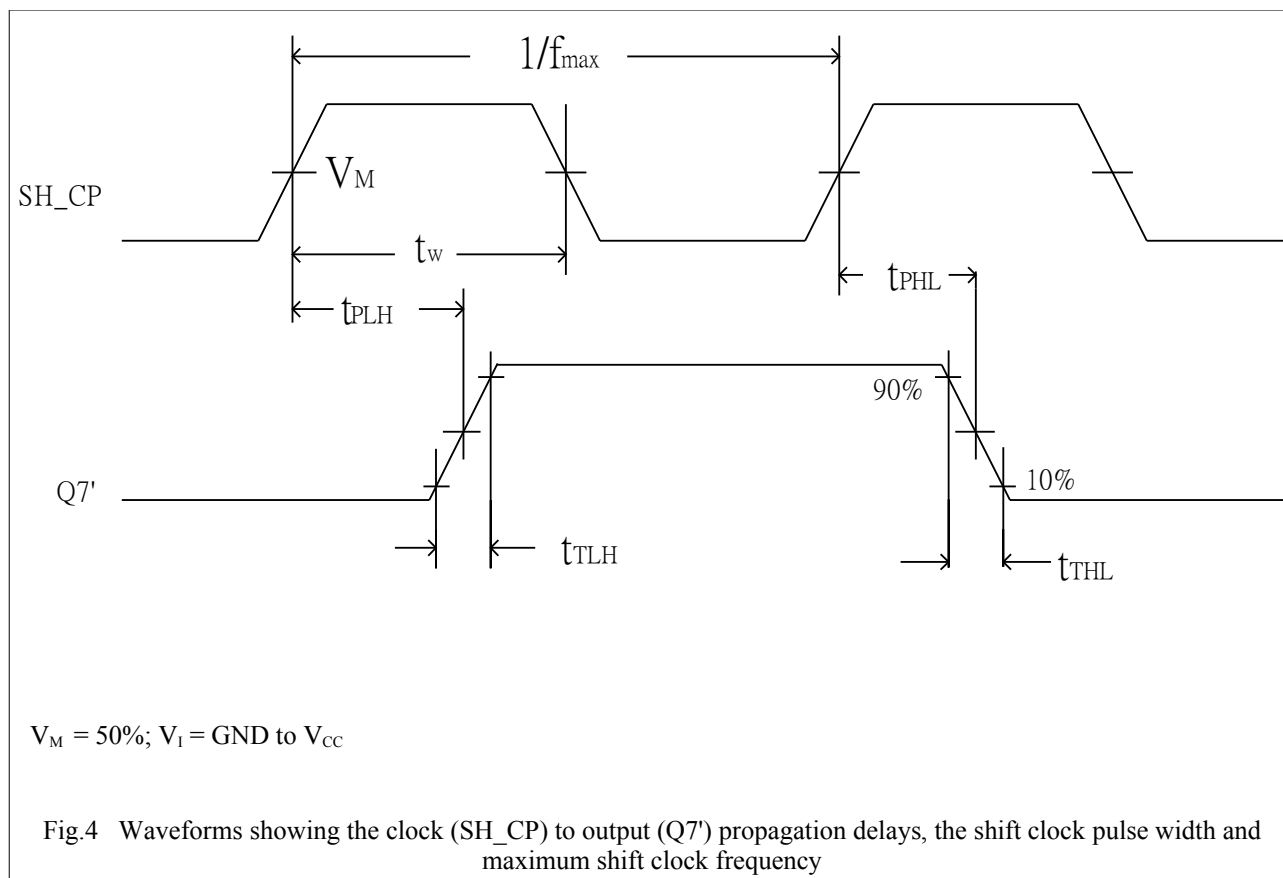 1/fmax
VM
SH_CP
tw
tPHL
tPLH
90%
Q7'
10%
tTLH
tTHL
VM = 50%; VI = GND to VCC
Fig.4 Waveforms showing the clock (SH_CP) to output (Q7') propagation delays, the shift clock pulse width and
maximum shift clock frequency